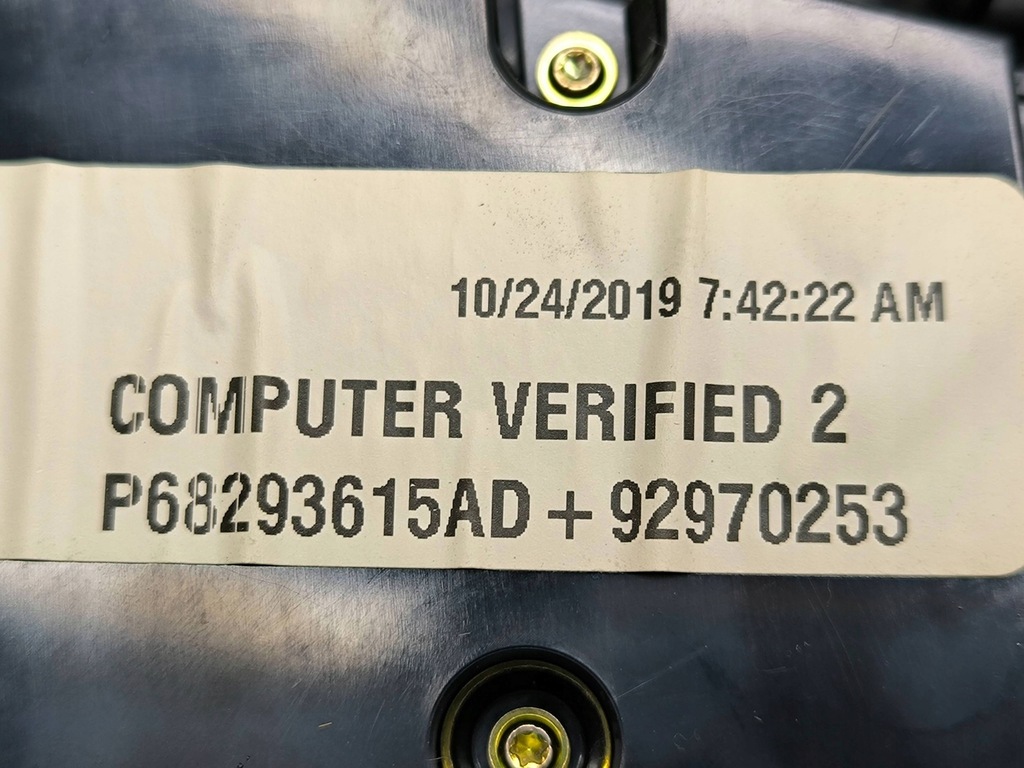 10/24/2019 7:42:22 AM
COMPUTER VERIFIED 2
P68293615AD + 92970253